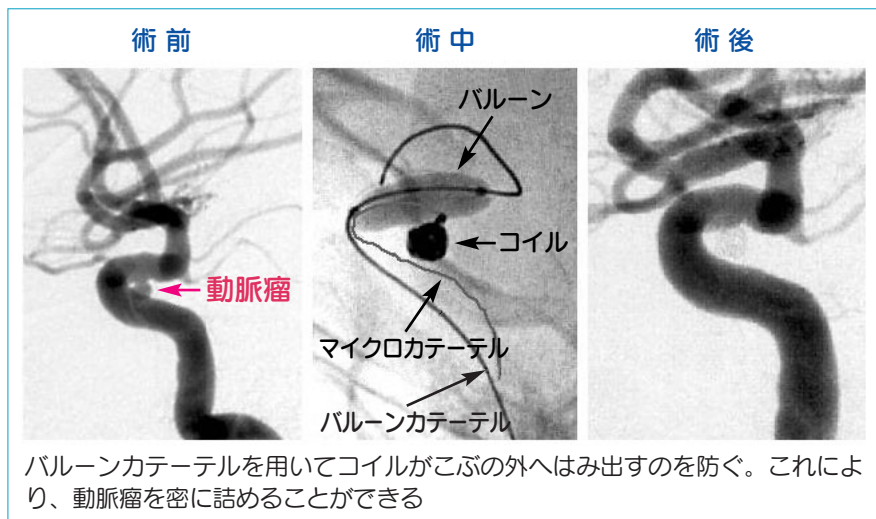 術前
術中
術後
動脈瘤
バルーン
コイル
マイクロカテーテル
バルーンカテーテル
バルーンカテーテルを用いてコイルがこぶの外へはみ出すのを防ぐ。これによ
り、動脈瘤を密に詰めることができる